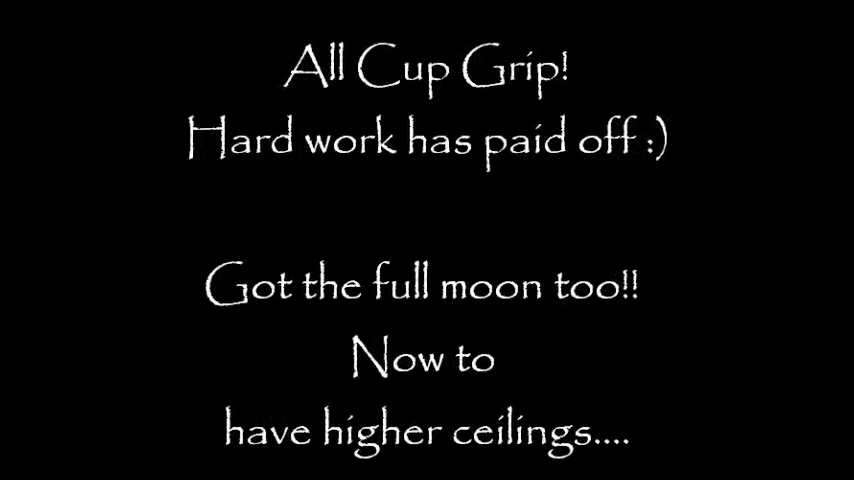 All Cup Grip!
Hard work has paid off :)
Got the full moon too!!
Now to
have higher ceilings....